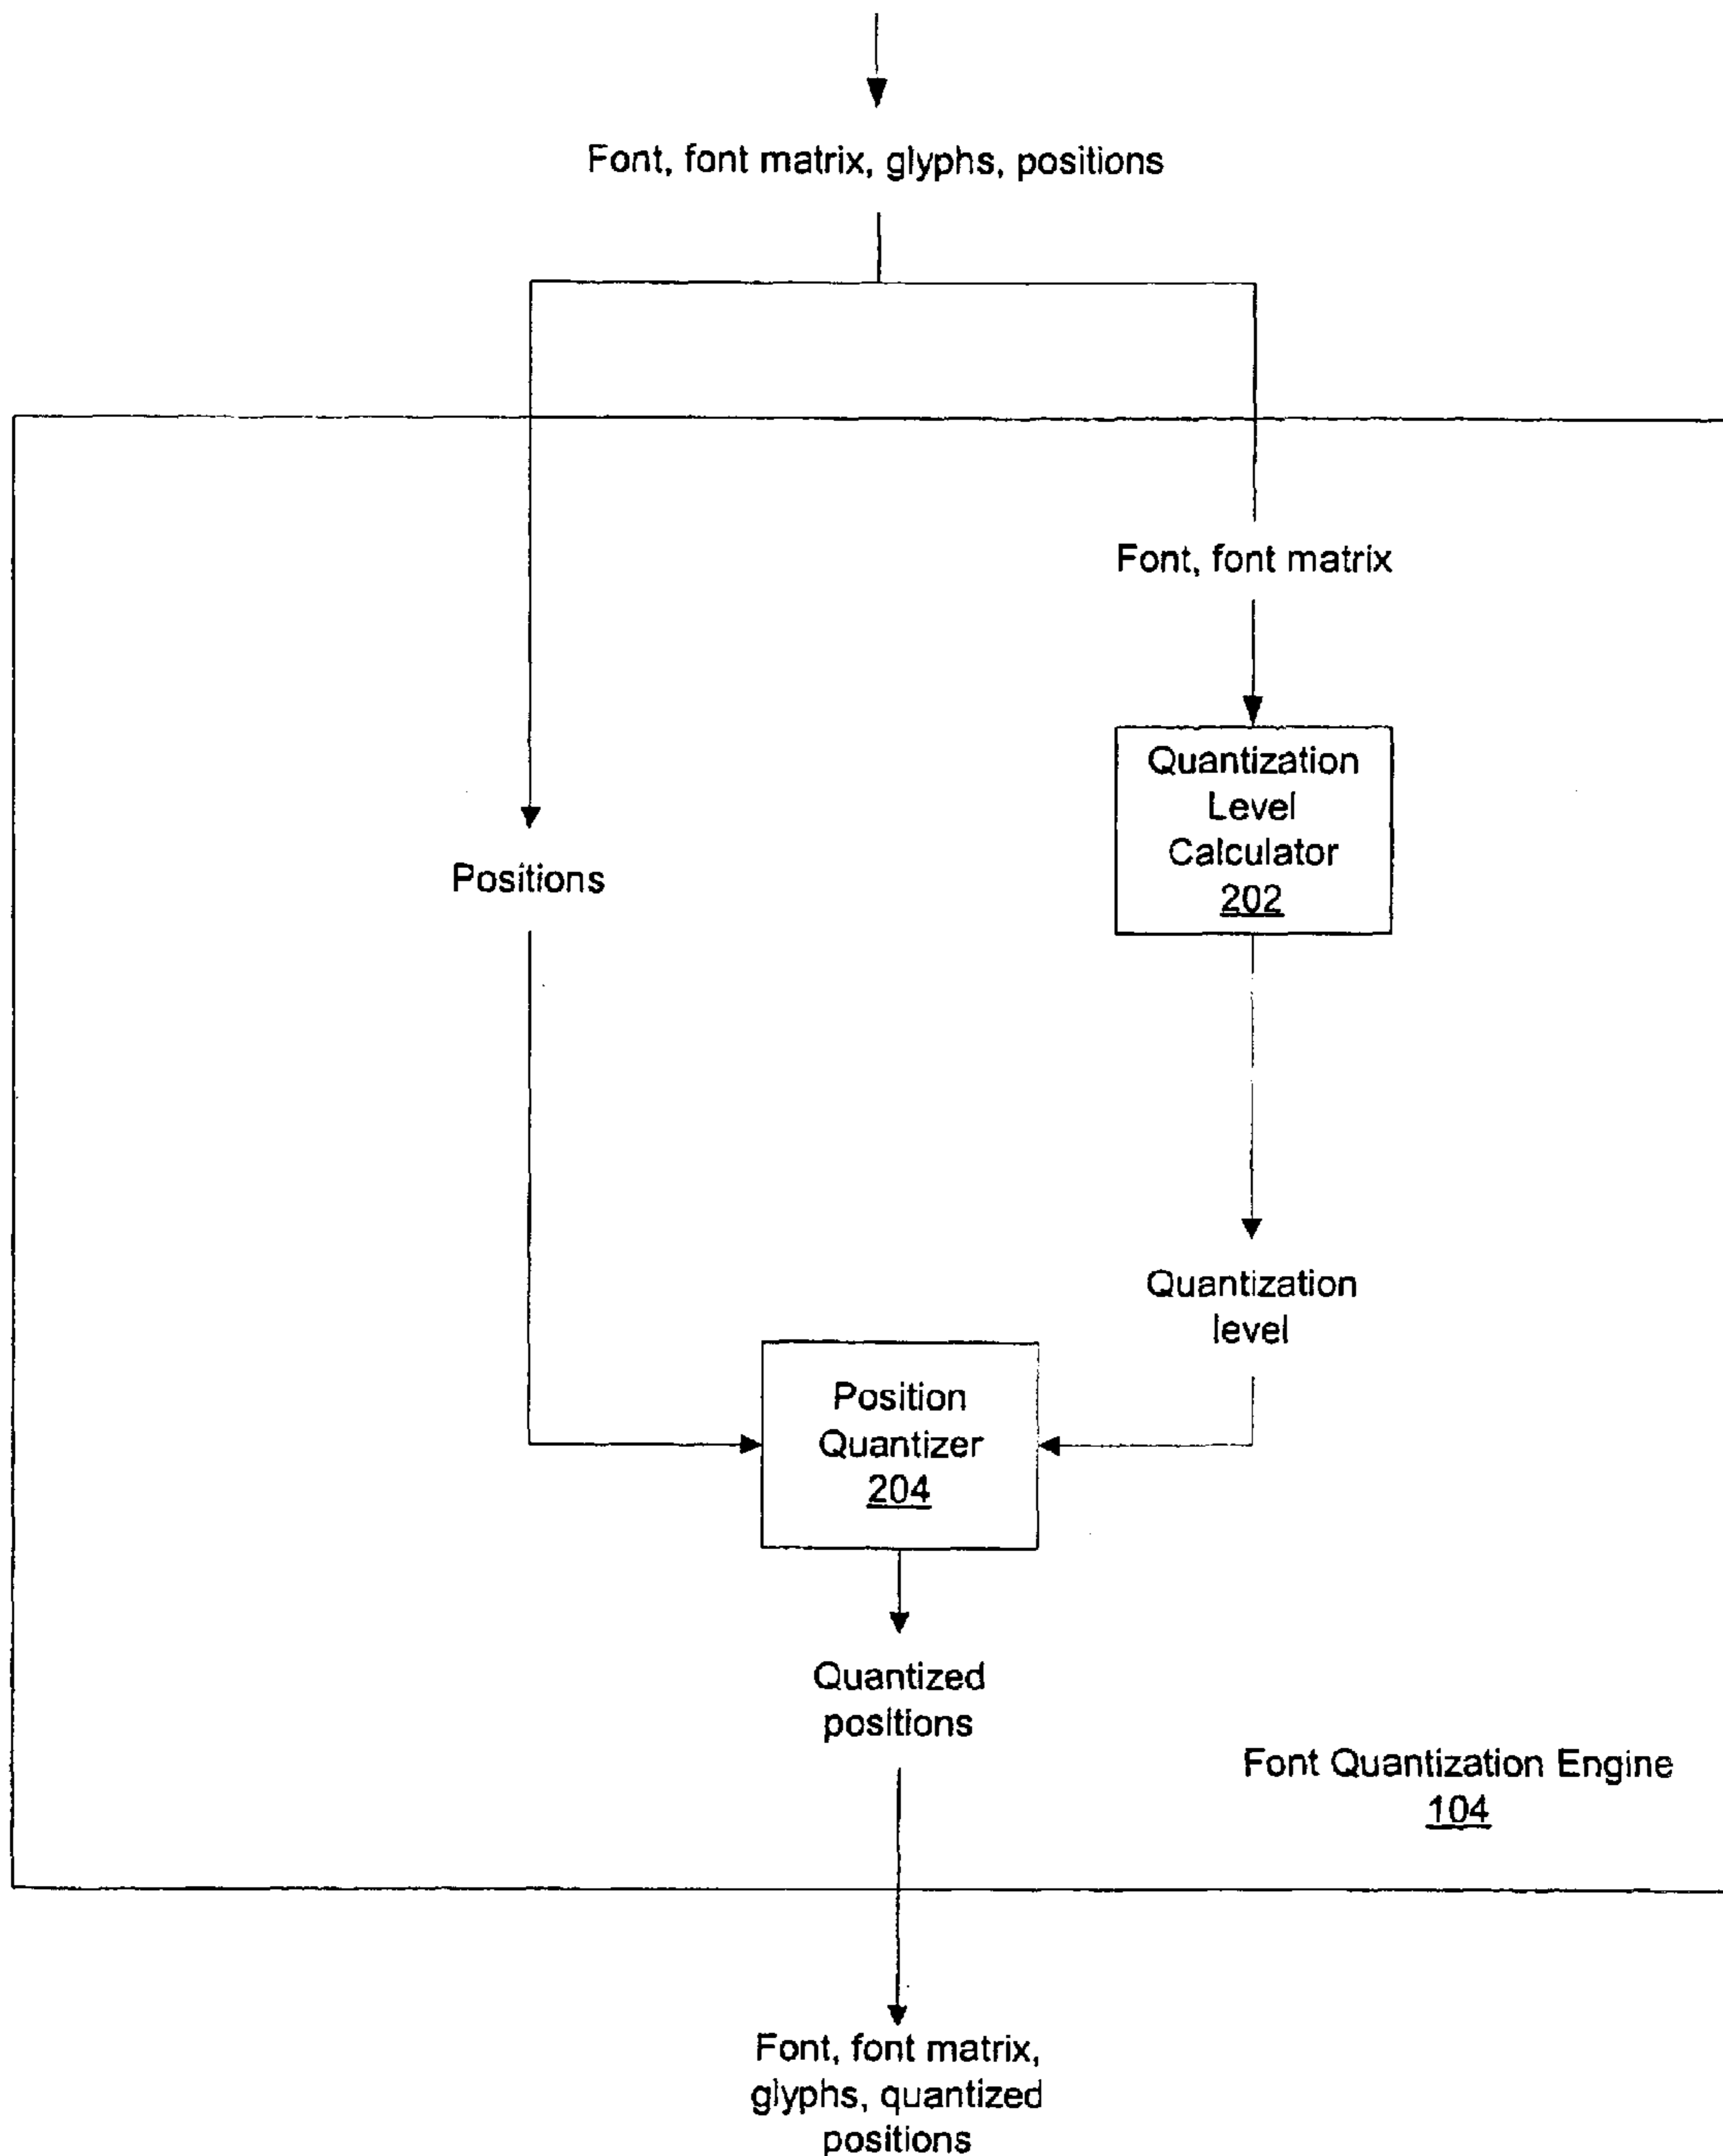 Font, font matrix, glyphs, positions
Font, font matrix
Quantization
Level
Calculator
202
Positions
Quantization
level
Position
Quantizer
204
Quantized
positions
Font Quantization Engine
104
Font, font matrix,
glyphs, quantized
positions